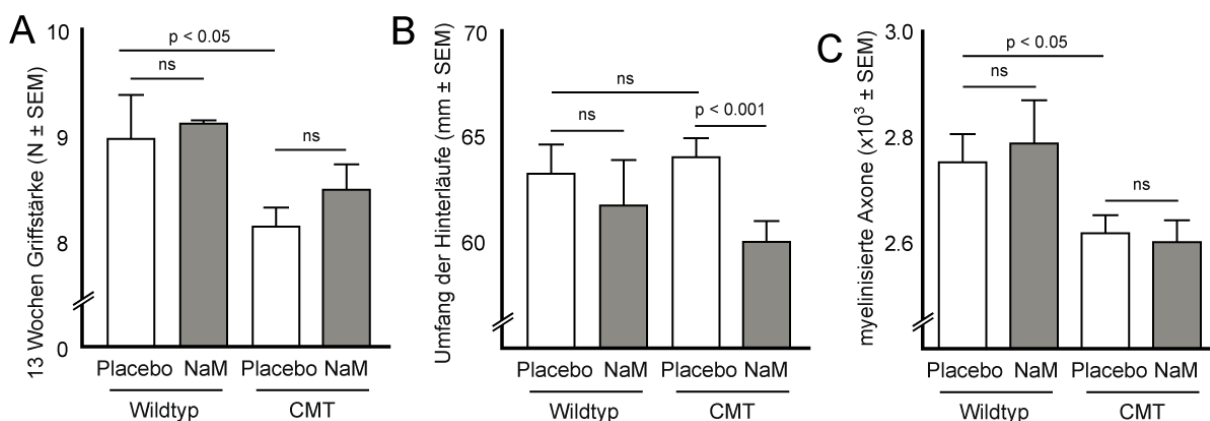 A
13 Wochen Griffstärke (N ± SEM)
10
9
8
0
p < 0.05
ns
ns
Placebo NaM Placebo NaM
Wildtyp CMT
B
Umfang der Hinterläufe (mm ± SEM)
70
65
60
ns
ns
p < 0.001
Placebo NaM Placebo NaM
Wildtyp CMT
C
myelinisierte Axone (x10³ ± SEM)
3.0
2.8
2.6
p < 0.05
ns
ns
Placebo NaM Placebo NaM
Wildtyp CMT